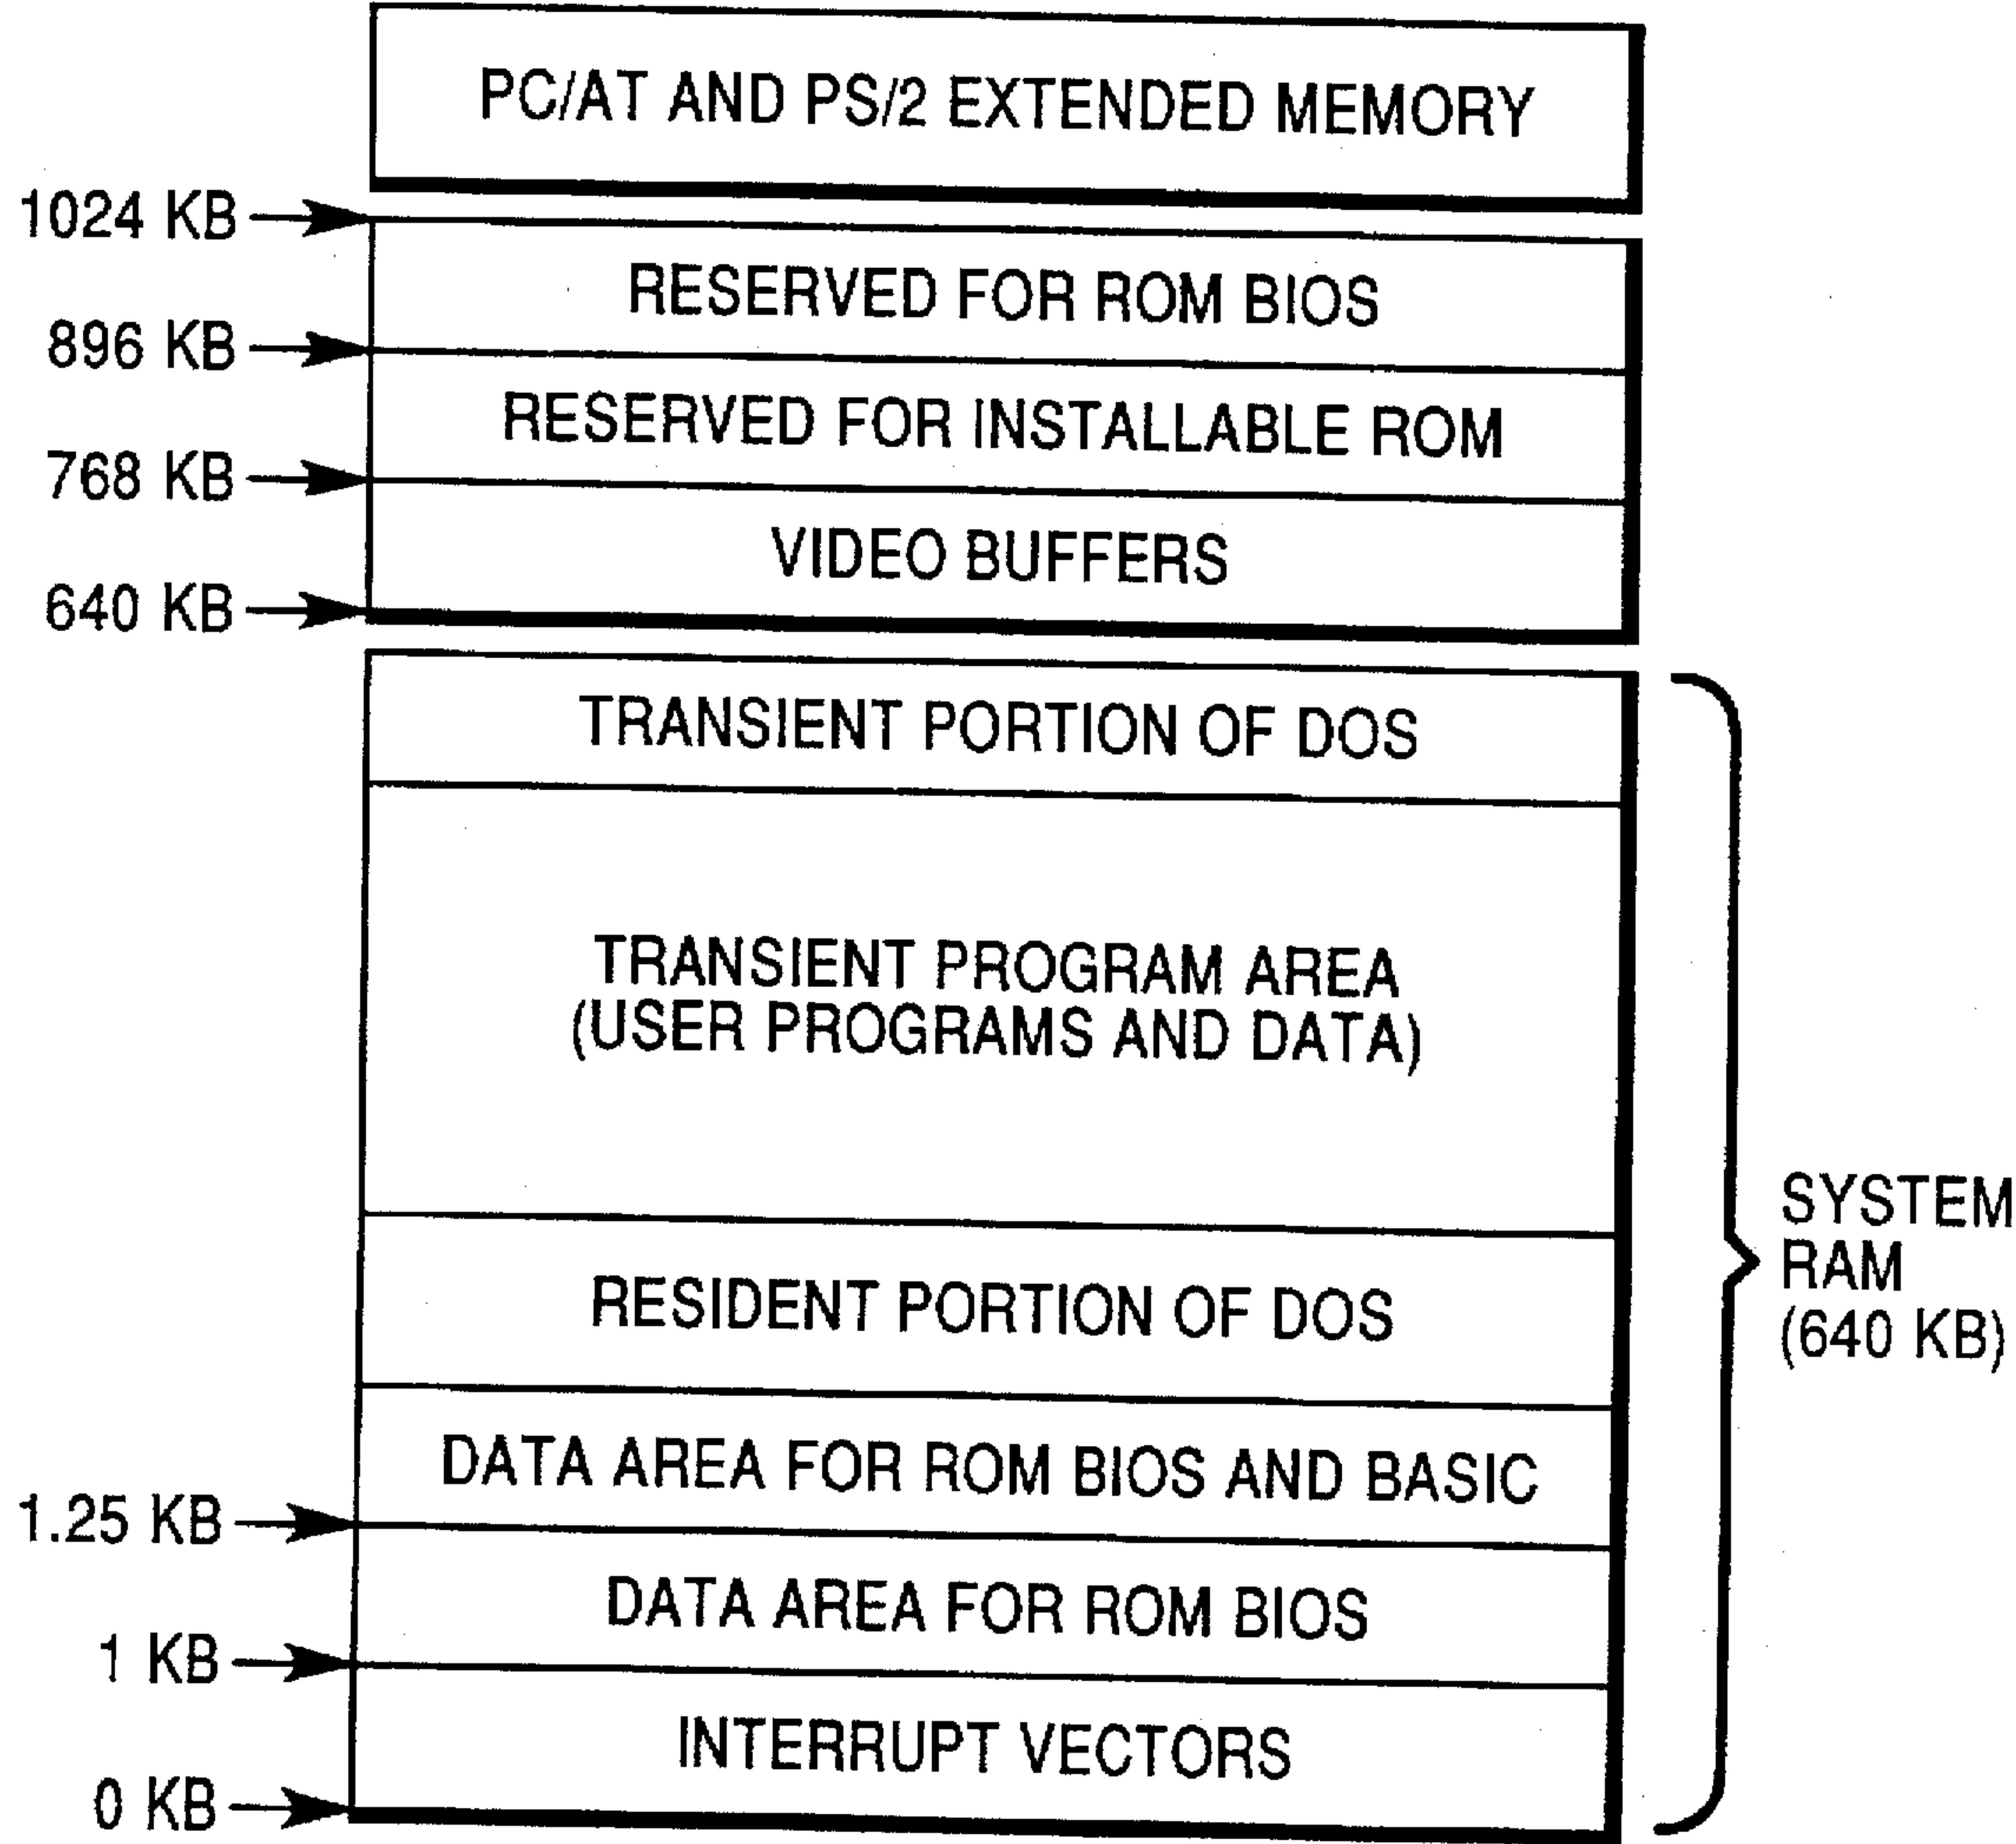 PC/AT AND PS/2 EXTENDED MEMORY
1024 KB
RESERVED FOR ROM BIOS
896 KB
RESERVED FOR INSTALLABLE ROM
768 KB
VIDEO BUFFERS
640 KB
TRANSIENT PORTION OF DOS
TRANSIENT PROGRAM AREA
(USER PROGRAMS AND DATA)
SYSTEM
RAM
(640 KB)
RESIDENT PORTION OF DOS
DATA AREA FOR ROM BIOS AND BASIC
1.25 KB
DATA AREA FOR ROM BIOS
1 KB
INTERRUPT VECTORS
0 KB